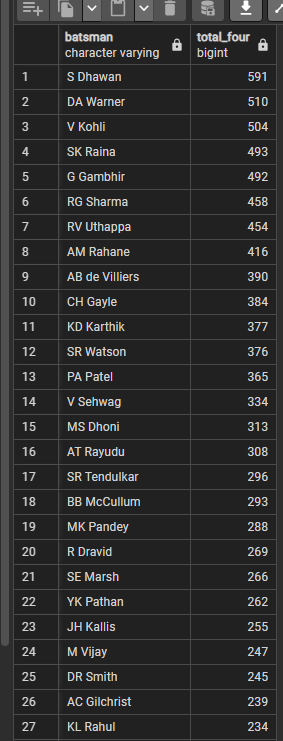 batsman total_four
character varying bigint
1 S Dhawan 591
2 DA Warner 510
3 V Kohli 504
4 SK Raina 493
5 G Gambhir 492
6 RG Sharma 458
7 RV Uthappa 454
8 AM Rahane 416
9 AB de Villiers 390
10 CH Gayle 384
11 KD Karthik 377
12 SR Watson 376
13 PA Patel 365
14 V Sehwag 334
15 MS Dhoni 313
16 AT Rayudu 308
17 SR Tendulkar 296
18 BB McCullum 293
19 MK Pandey 288
20 R Dravid 269
21 SE Marsh 266
22 YK Pathan 262
23 JH Kallis 255
24 M Vijay 247
25 DR Smith 245
26 AC Gilchrist 239
27 KL Rahul 234